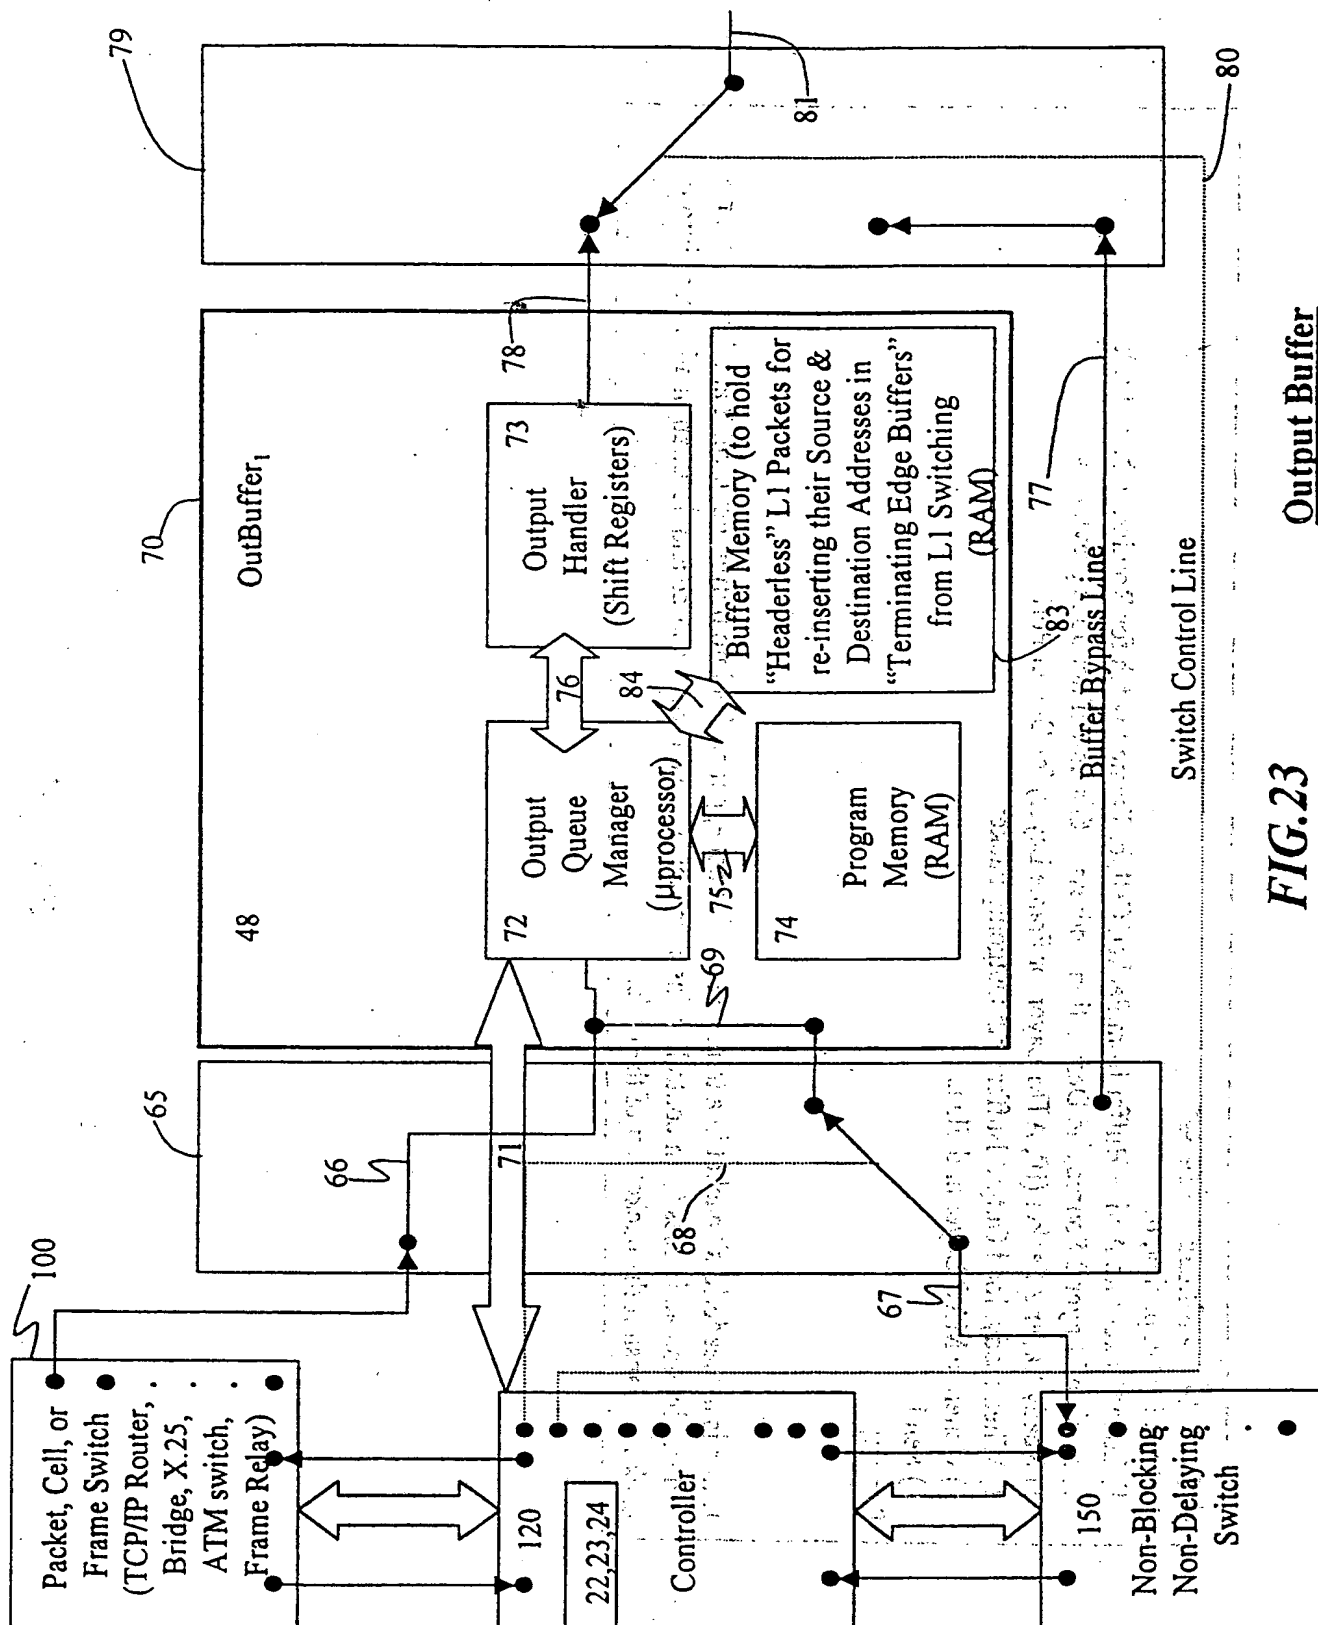 100
Packet, Cell, or
Frame Switch
(TCP/IP Router,
Bridge, X.25,
ATM switch,
Frame Relay)
120
22,23,24
Controller
150
Non-Blocking
Non-Delaying
Switch
65
66
71
68
67
70
48
OutBuffer1
72
Output
Queue
Manager
(µprocessor)
76
73
Output
Handler
(Shift Registers)
78
69
75
84
74
Program
Memory
(RAM)
Buffer Memory (to hold
“Headerless” L1 Packets for
re-inserting their Source &
Destination Addresses in
“Terminating Edge Buffers”
from L1 Switching
(RAM)
83
77
Buffer Bypass Line
Switch Control Line
79
81
80
FIG.23
Output Buffer